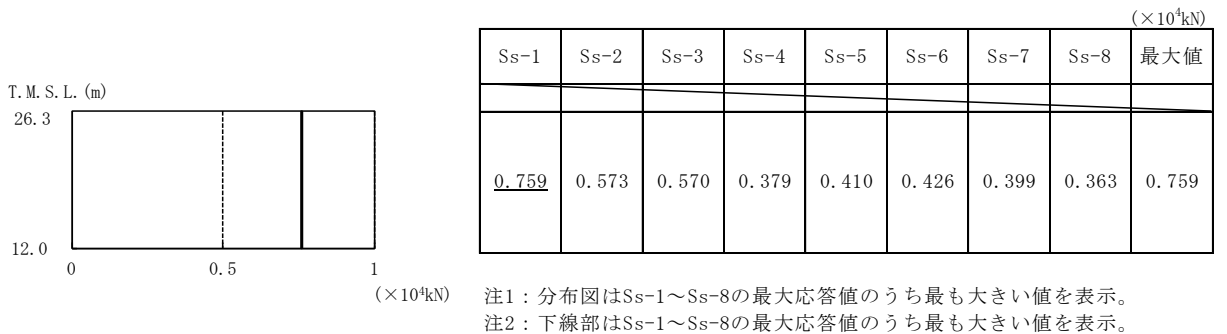 T.M.S.L.(m)
26.3
12.0
0 0.5 1
(×10⁴kN)
(×10⁴kN)
Ss-1 Ss-2 Ss-3 Ss-4 Ss-5 Ss-6 Ss-7 Ss-8 最大値
0.759 0.573 0.570 0.379 0.410 0.426 0.399 0.363 0.759
注1：分布図はSs-1～Ss-8の最大応答値のうち最も大きい値を表示。
注2：下線部はSs-1～Ss-8の最大応答値のうち最も大きい値を表示。